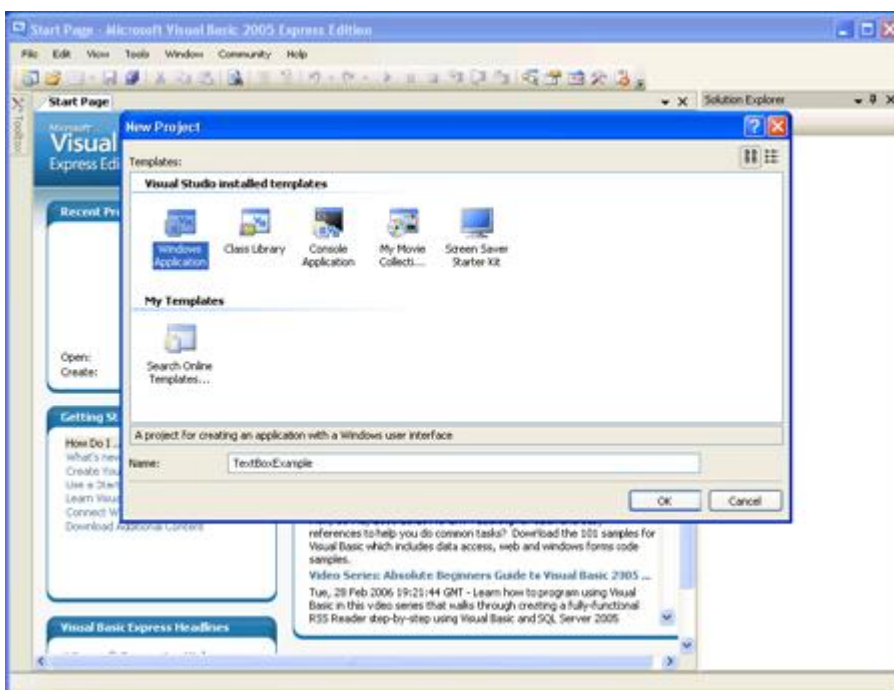 Start Page - Microsoft Visual Basic 2005 Express Edition
File Edit View Tools Window Community Help
Toolbox
Start Page
Solution Explorer
Microsoft
Visual
Express Edi
New Project
Templates:
Visual Studio installed templates
Windows Application
Class Library
Console Application
My Movie Collecti...
Screen Saver Starter Kit
My Templates
Search Online Templates...
A project for creating an application with a Windows user interface
Name: TextBoxExample
OK Cancel
Recent Pro
Open:
Create:
Getting St
How Do I ...
What's new
Create You
Use a Start
Learn Visua
Connect W
Download Additional Content
references to help you do common tasks? Download the 101 samples for
Visual Basic which includes data access, web and windows forms code
samples.
Video Series: Absolute Beginners Guide to Visual Basic 2005 ...
Tue, 28 Feb 2006 19:21:44 GMT - Learn how to program using Visual
Basic in this video series that walks through creating a fully-functional
RSS Reader step-by-step using Visual Basic and SQL Server 2005
Visual Basic Express Headlines